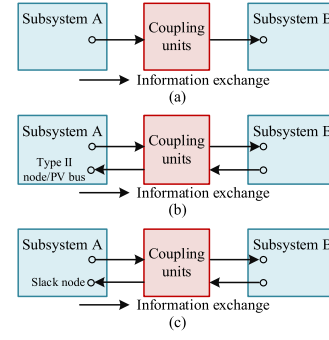 Subsystem A
Coupling
units
Subsystem B
Information exchange
(a)
Subsystem A
Coupling
units
Subsystem B
Type II
node/PV bus
Information exchange
(b)
Subsystem A
Coupling
units
Subsystem B
Slack node
Information exchange
(c)